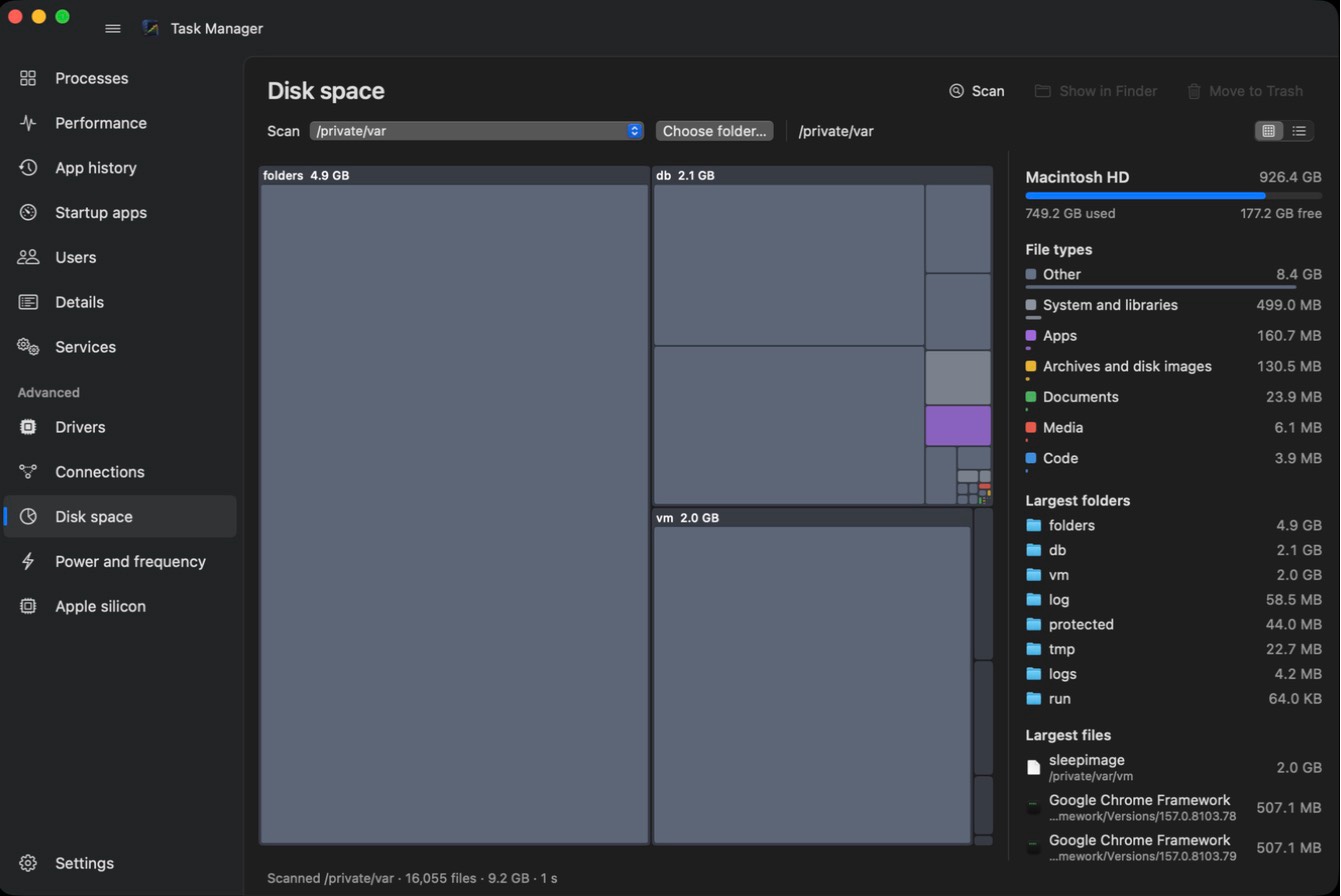 Task Manager
Processes
Performance
App history
Startup apps
Users
Details
Services
Advanced
Drivers
Connections
Disk space
Power and frequency
Apple silicon
Settings
Disk space
Scan
Show in Finder
Move to Trash
Scan /private/var Choose folder... /private/var
folders 4.9 GB
db 2.1 GB
vm 2.0 GB
Macintosh HD 926.4 GB
749.2 GB used 177.2 GB free
File types
Other 8.4 GB
System and libraries 499.0 MB
Apps 160.7 MB
Archives and disk images 130.5 MB
Documents 23.9 MB
Media 6.1 MB
Code 3.9 MB
Largest folders
folders 4.9 GB
db 2.1 GB
vm 2.0 GB
log 58.5 MB
protected 44.0 MB
tmp 22.7 MB
logs 4.2 MB
run 64.0 KB
Largest files
sleepimage 2.0 GB
/private/var/vm
Google Chrome Framework 507.1 MB
...mework/Versions/157.0.8103.78
Google Chrome Framework 507.1 MB
...mework/Versions/157.0.8103.79
Scanned /private/var · 16,055 files · 9.2 GB · 1 s